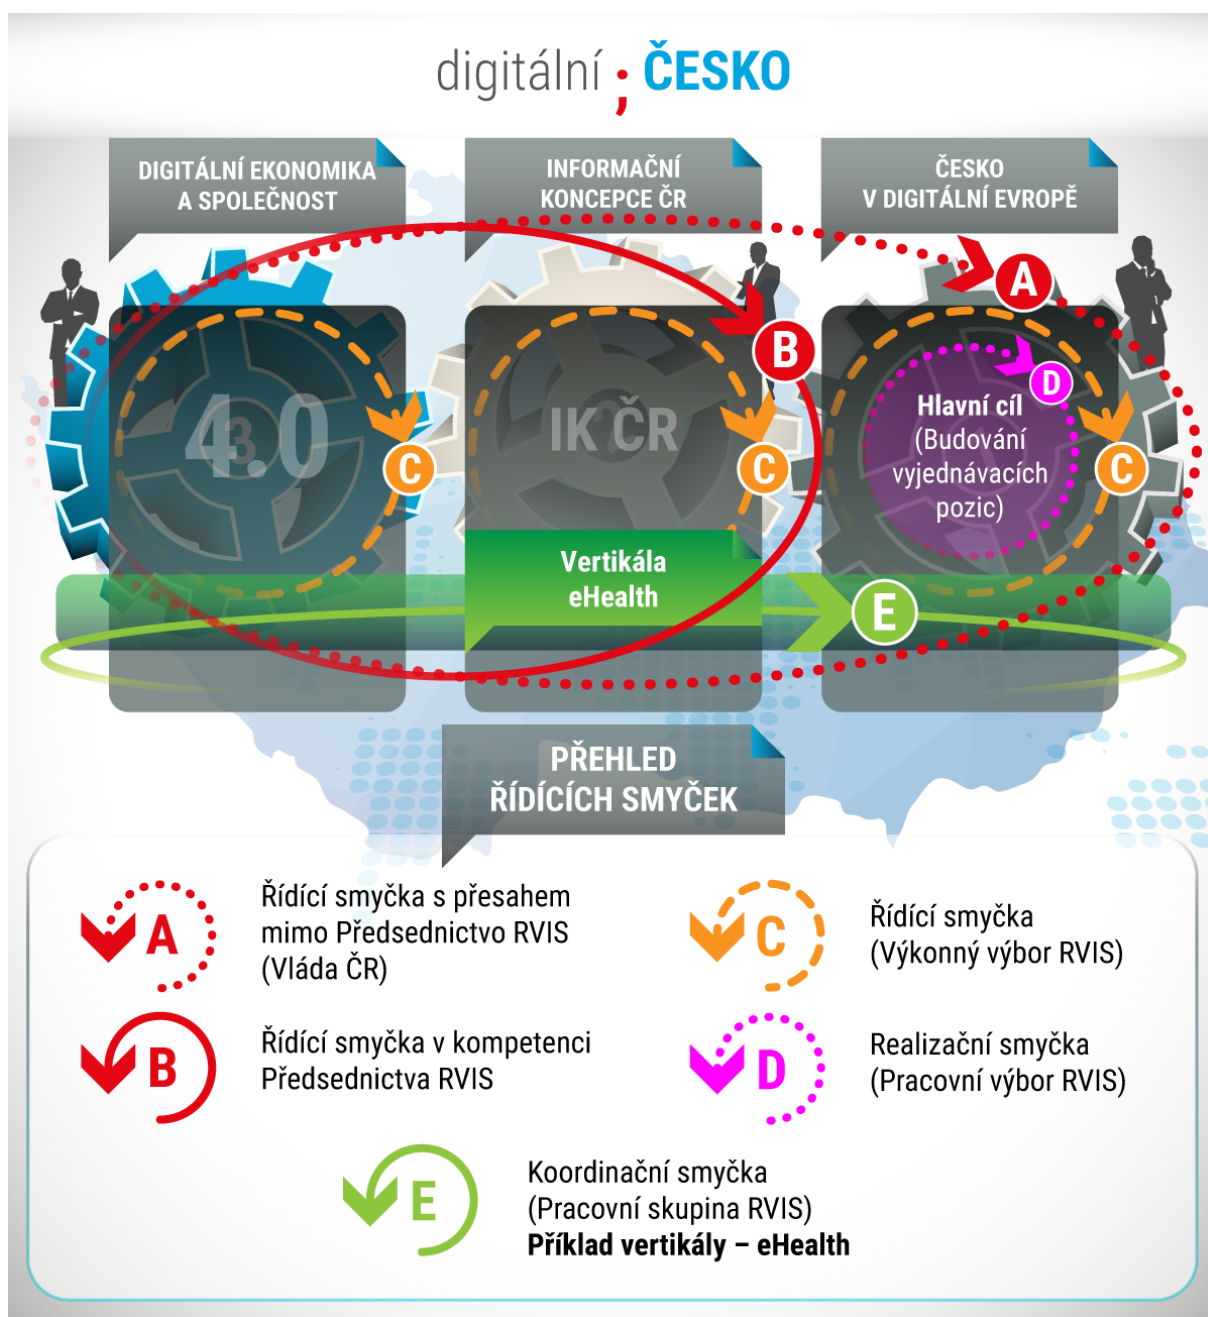 digitální ; ČESKO
DIGITÁLNÍ EKONOMIKA
A SPOLEČNOST
INFORMAČNÍ
KONCEPCE ČR
ČESKO
V DIGITÁLNÍ EVROPĚ
A
B
4.0
IK ČR
D
Hlavní cíl
(Budování
vyjednávacích
pozic)
C
C
C
Vertikála
eHealth
E
PŘEHLED
ŘÍDÍCÍCH SMYČEK
A
Řídící smyčka s přesahem
mimo Předsednictvo RVIS
(Vláda ČR)
C
Řídící smyčka
(Výkonný výbor RVIS)
B
Řídící smyčka v kompetenci
Předsednictva RVIS
D
Realizační smyčka
(Pracovní výbor RVIS)
E
Koordinační smyčka
(Pracovní skupina RVIS)
Příklad vertikály – eHealth